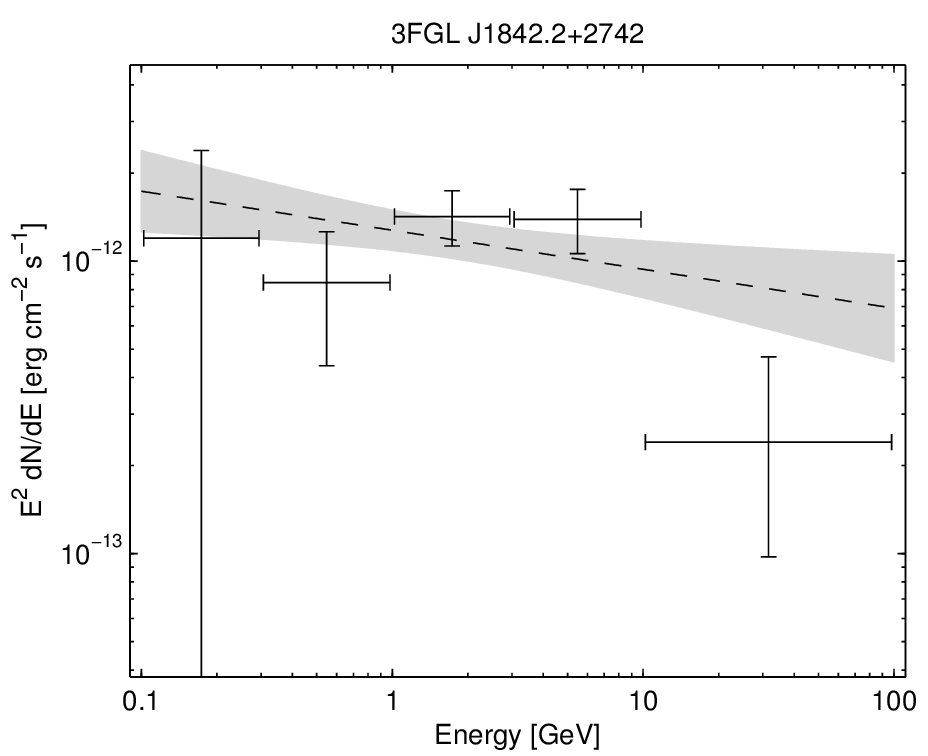 3FGL J1842.2+2742
E² dN/dE [erg cm⁻² s⁻¹]
10⁻¹²
10⁻¹³
0.1 1 10 100
Energy [GeV]